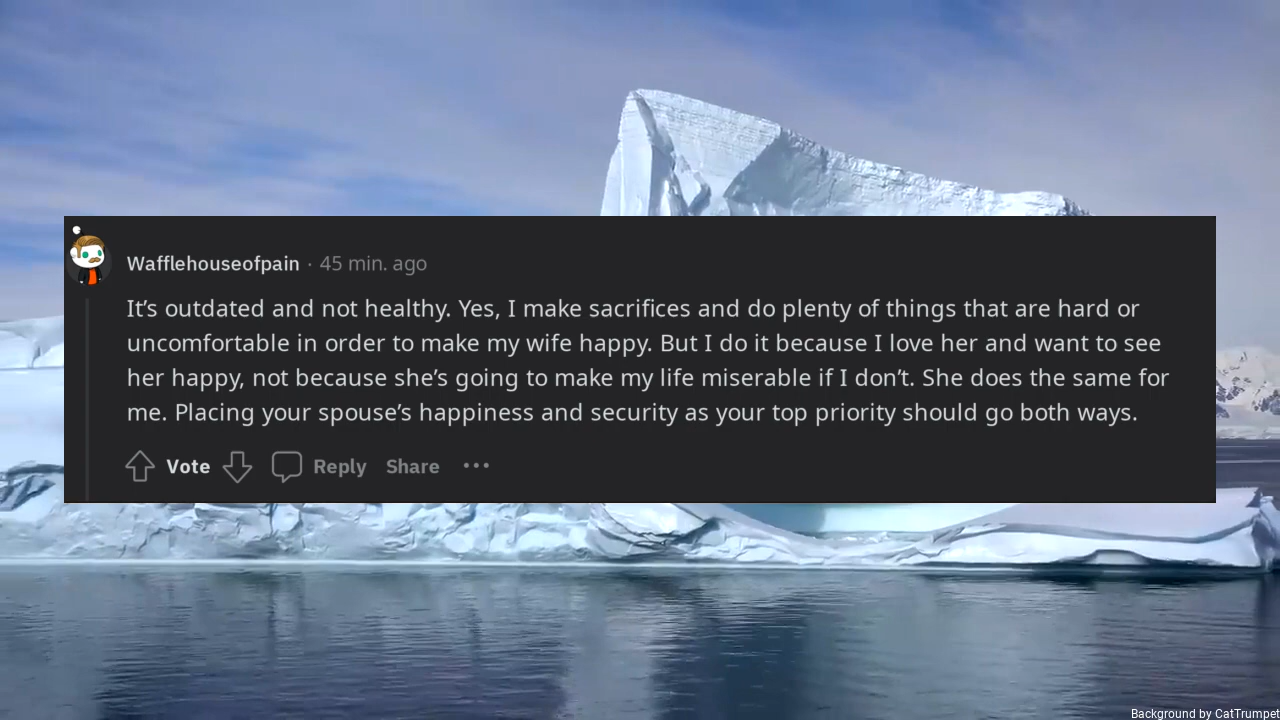 Wafflehouseofpain · 45 min. ago
It’s outdated and not healthy. Yes, I make sacrifices and do plenty of things that are hard or
uncomfortable in order to make my wife happy. But I do it because I love her and want to see
her happy, not because she’s going to make my life miserable if I don’t. She does the same for
me. Placing your spouse’s happiness and security as your top priority should go both ways.
Vote Reply Share ···
Background by CatTrumpet